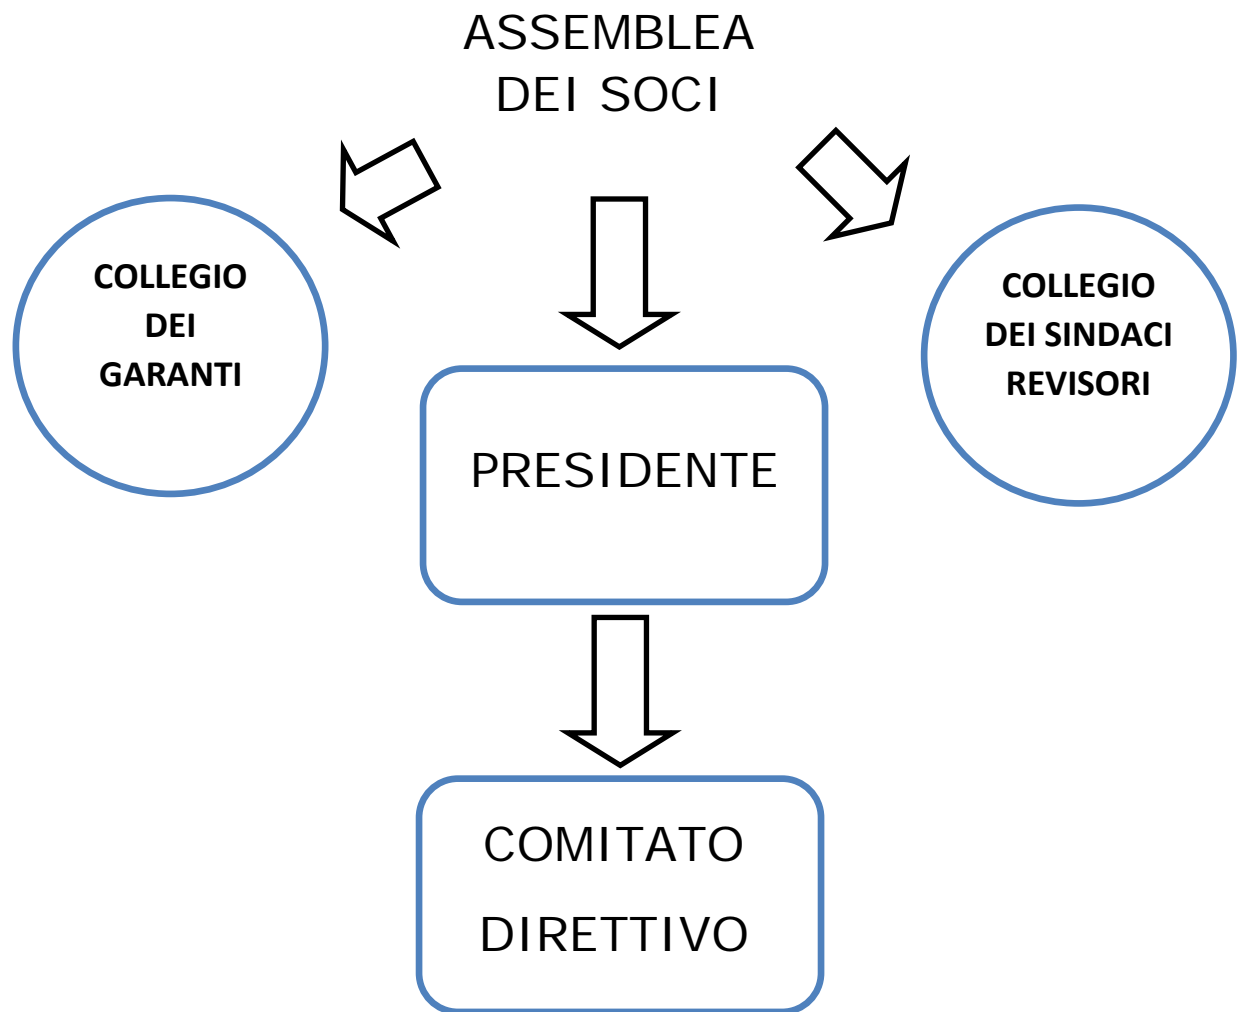 ASSEMBLEA
DEI SOCI
COLLEGIO
DEI
GARANTI
COLLEGIO
DEI SINDACI
REVISORI
PRESIDENTE
COMITATO
DIRETTIVO